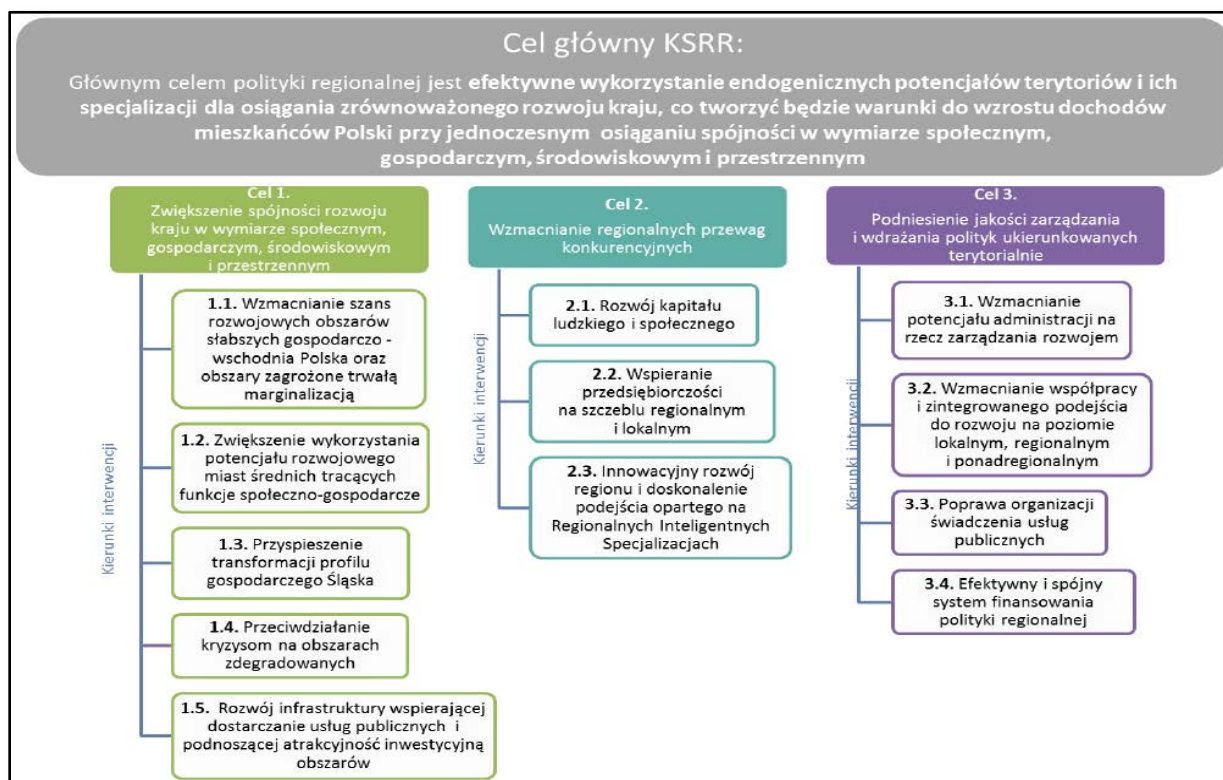 Cel główny KSRR:
Głównym celem polityki regionalnej jest efektywne wykorzystanie endogenicznych potencjałów terytoriów i ich
specjalizacji dla osiągania zrównoważonego rozwoju kraju, co tworzyć będzie warunki do wzrostu dochodów
mieszkańców Polski przy jednoczesnym osiąganiu spójności w wymiarze społecznym,
gospodarczym, środowiskowym i przestrzennym
Cel 1.
Zwiększenie spójności rozwoju
kraju w wymiarze społecznym,
gospodarczym, środowiskowym
i przestrzennym
Kierunki interwencji
1.1. Wzmacnianie szans
rozwojowych obszarów
słabszych gospodarczo -
wschodnia Polska oraz
obszary zagrożone trwałą
marginalizacją
1.2. Zwiększenie wykorzystania
potencjału rozwojowego
miast średnich tracących
funkcje społeczno-gospodarcze
1.3. Przyspieszenie
transformacji profilu
gospodarczego Śląska
1.4. Przeciwdziałanie
kryzysom na obszarach
zdegradowanych
1.5. Rozwój infrastruktury wspierającej
dostarczanie usług publicznych i
podnoszącej atrakcyjność inwestycyjną
obszarów
Cel 2.
Wzmacnianie regionalnych przewag
konkurencyjnych
Kierunki interwencji
2.1. Rozwój kapitału
ludzkiego i społecznego
2.2. Wspieranie
przedsiębiorczości
na szczeblu regionalnym
i lokalnym
2.3. Innowacyjny rozwój
regionu i doskonalenie
podejścia opartego na
Regionalnych Inteligentnych
Specjalizacjach
Cel 3.
Podniesienie jakości zarządzania
i wdrażania polityk ukierunkowanych
terytorialnie
Kierunki interwencji
3.1. Wzmacnianie
potencjału administracji na
rzecz zarządzania rozwojem
3.2. Wzmacnianie współpracy
i zintegrowanego podejścia
do rozwoju na poziomie
lokalnym, regionalnym
i ponadregionalnym
3.3. Poprawa organizacji
świadczenia usług
publicznych
3.4. Efektywny i spójny
system finansowania
polityki regionalnej